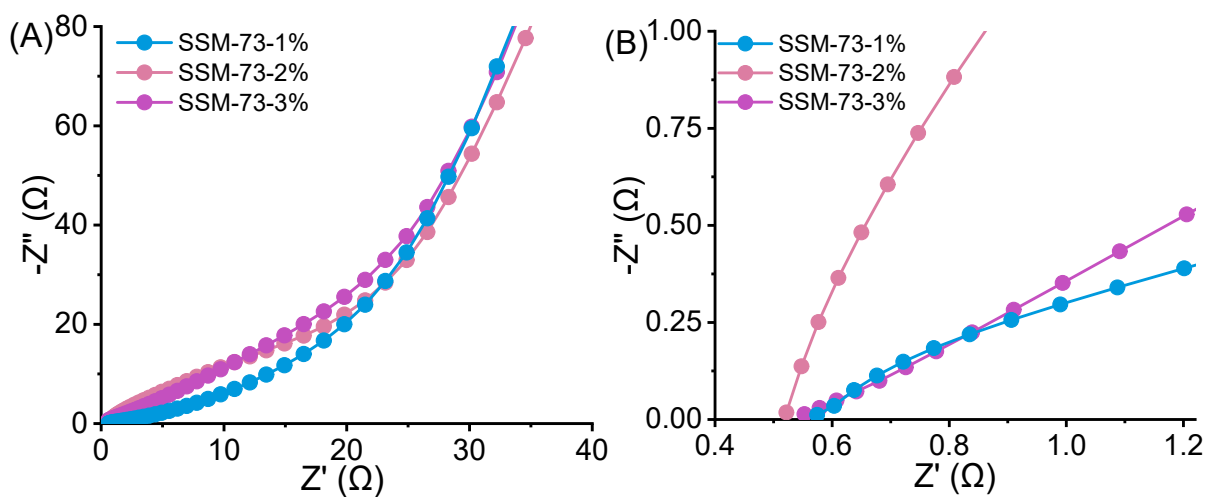 (A)
SSM-73-1%
SSM-73-2%
SSM-73-3%
-Z" (Ω)
80
60
40
20
0
0 10 20 30 40
Z' (Ω)
(B)
SSM-73-1%
SSM-73-2%
SSM-73-3%
-Z" (Ω)
1.00
0.75
0.50
0.25
0.00
0.4 0.6 0.8 1.0 1.2
Z' (Ω)